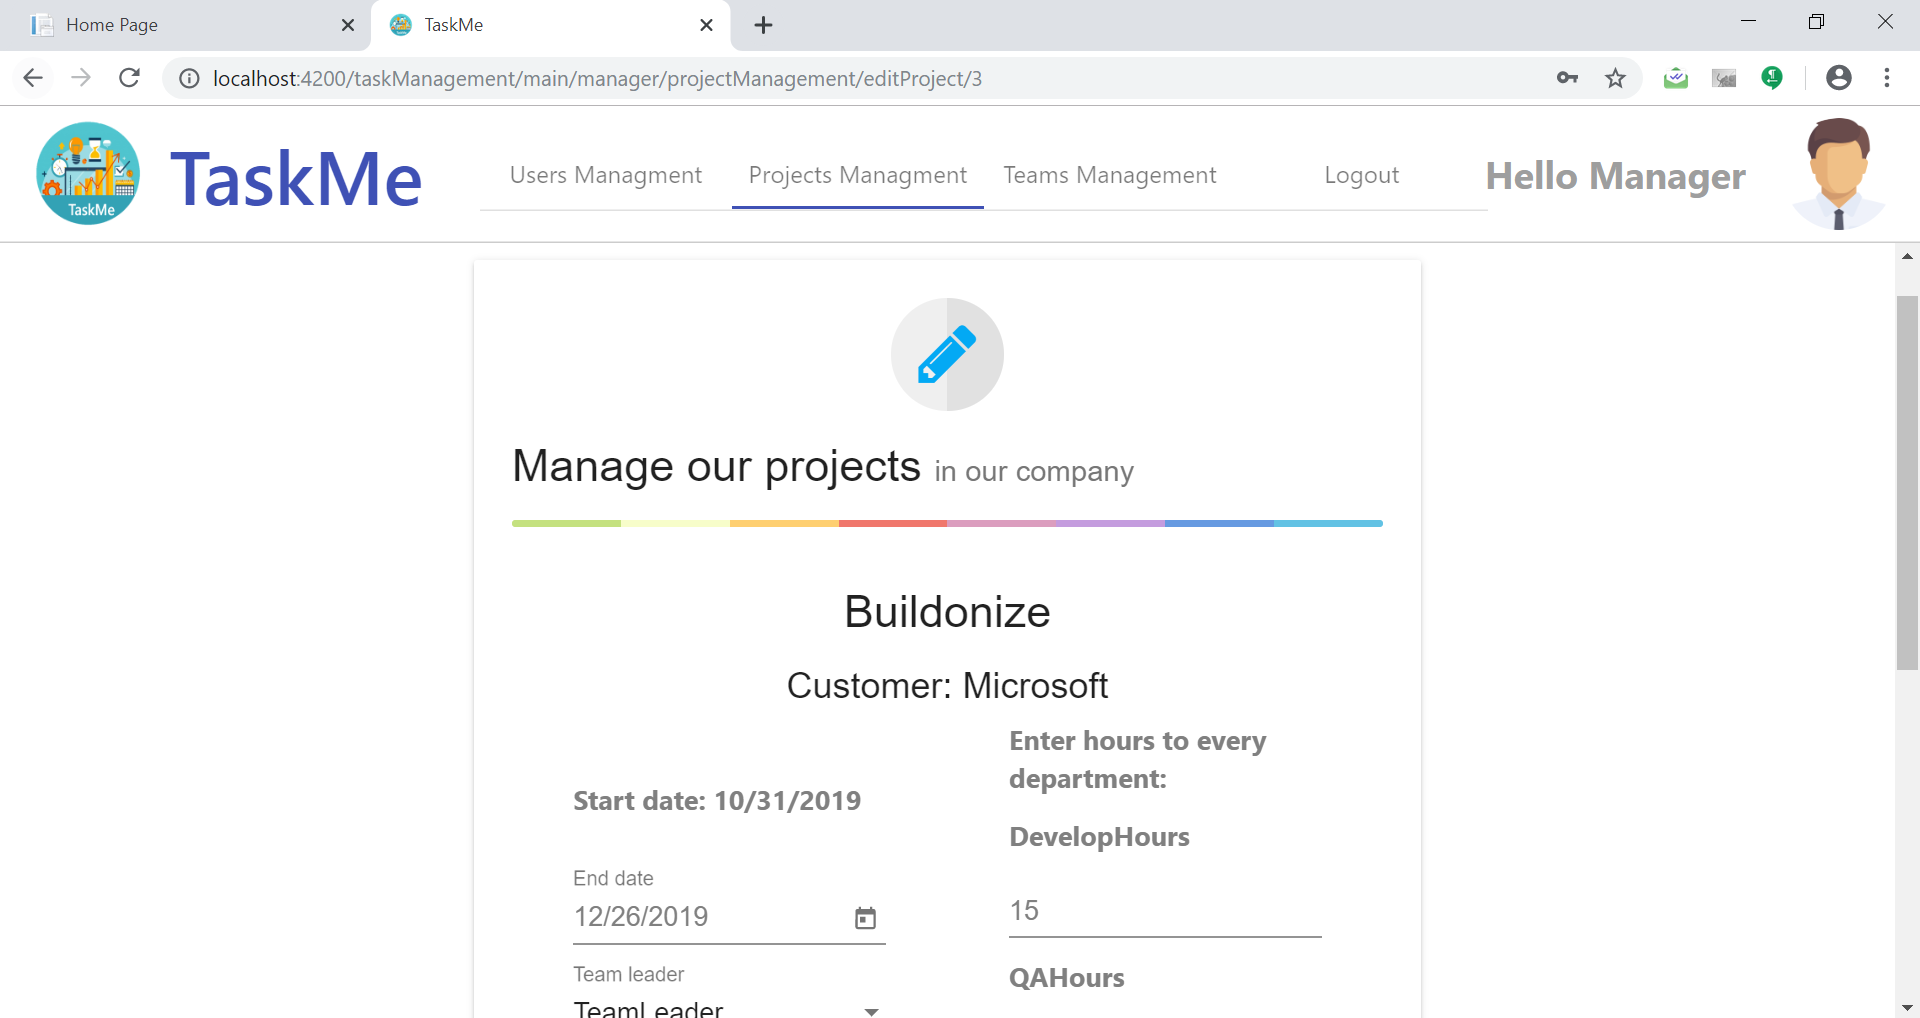 Home Page
TaskMe
localhost:4200/taskManagement/main/manager/projectManagement/editProject/3
TaskMe
TaskMe
Users Managment
Projects Managment
Teams Management
Logout
Hello Manager
Manage our projects in our company
Buildonize
Customer: Microsoft
Start date: 10/31/2019
End date
12/26/2019
Team leader
TeamLeader
Enter hours to every
department:
DevelopHours
15
QAHours